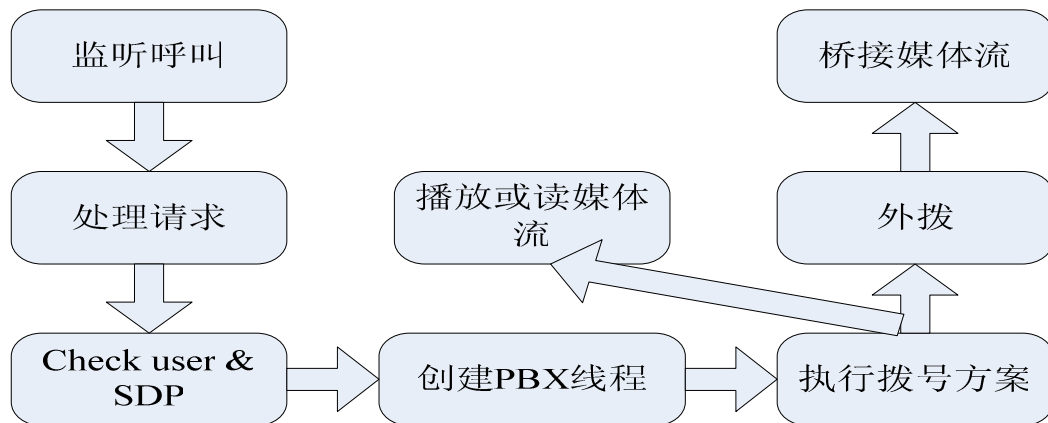 监听呼叫
桥接媒体流
处理请求
播放或读媒体
流
外拨
Check user &
SDP
创建PBX线程
执行拨号方案